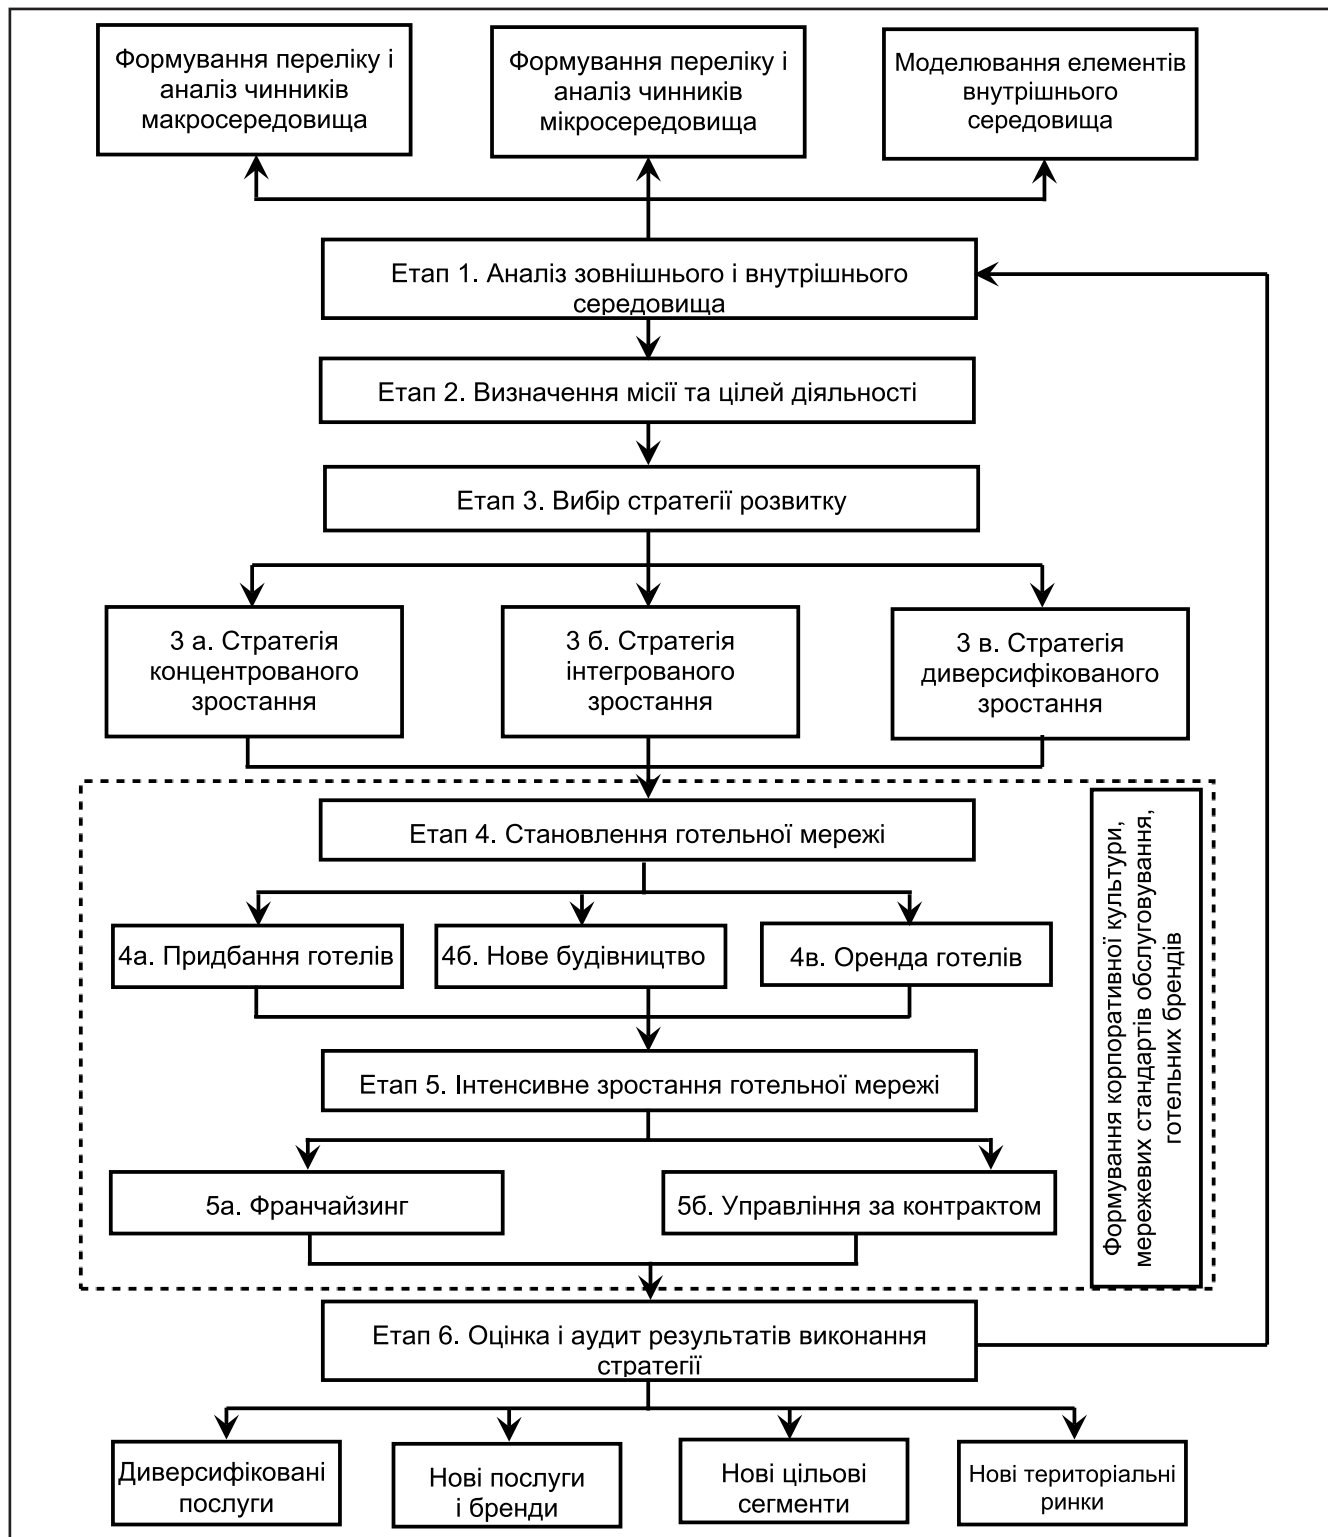 Формування переліку і
аналіз чинників
макросередовища
Формування переліку і
аналіз чинників
мікросередовища
Моделювання елементів
внутрішнього
середовища
Етап 1. Аналіз зовнішнього і внутрішнього
середовища
Етап 2. Визначення місії та цілей діяльності
Етап 3. Вибір стратегії розвитку
3 а. Стратегія
концентрованого
зростання
3 б. Стратегія
інтегрованого
зростання
3 в. Стратегія
диверсифікованого
зростання
Етап 4. Становлення готельної мережі
4а. Придбання готелів
4б. Нове будівництво
4в. Оренда готелів
Етап 5. Інтенсивне зростання готельної мережі
5а. Франчайзинг
5б. Управління за контрактом
Формування корпоративної культури,
мережевих стандартів обслуговування,
готельних брендів
Етап 6. Оцінка і аудит результатів виконання
стратегії
Диверсифіковані
послуги
Нові послуги
і бренди
Нові цільові
сегменти
Нові територіальні
ринки